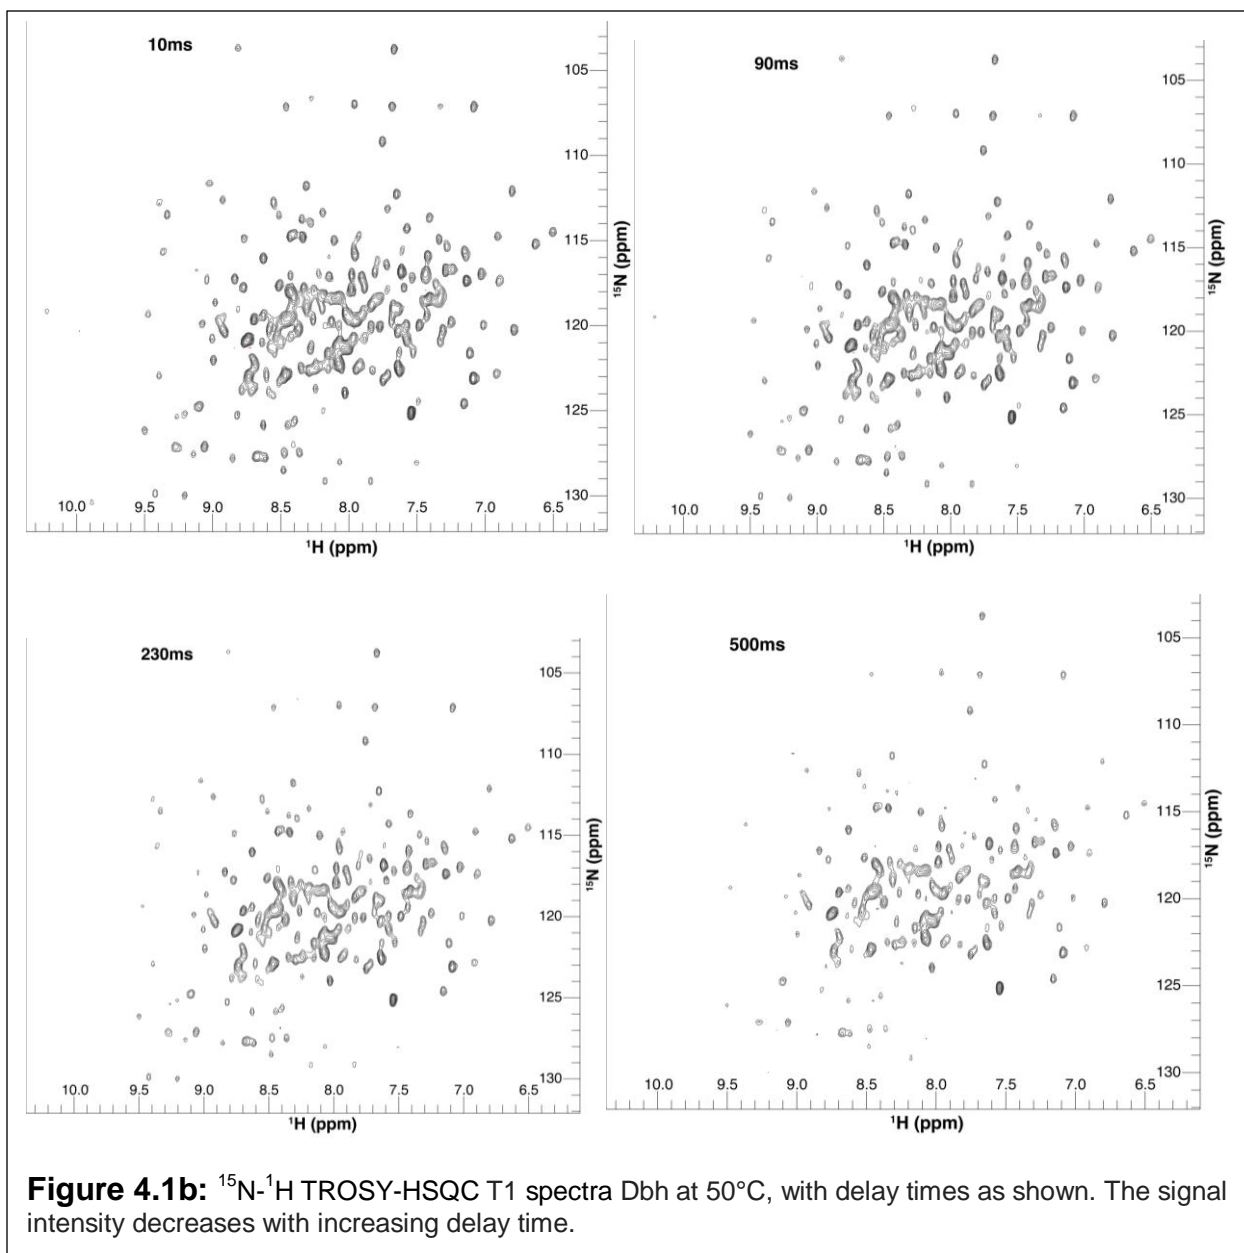 10ms
105
110
115
120
125
130
10.0 9.5 9.0 8.5 8.0 7.5 7.0 6.5
¹H (ppm)
¹⁵N (ppm)
90ms
105
110
115
120
125
130
10.0 9.5 9.0 8.5 8.0 7.5 7.0 6.5
¹H (ppm)
¹⁵N (ppm)
230ms
105
110
115
120
125
130
10.0 9.5 9.0 8.5 8.0 7.5 7.0 6.5
¹H (ppm)
¹⁵N (ppm)
500ms
105
110
115
120
125
130
10.0 9.5 9.0 8.5 8.0 7.5 7.0 6.5
¹H (ppm)
¹⁵N (ppm)
Figure 4.1b: ¹⁵N-¹H TROSY-HSQC T1 spectra Dbh at 50°C, with delay times as shown. The signal
intensity decreases with increasing delay time.